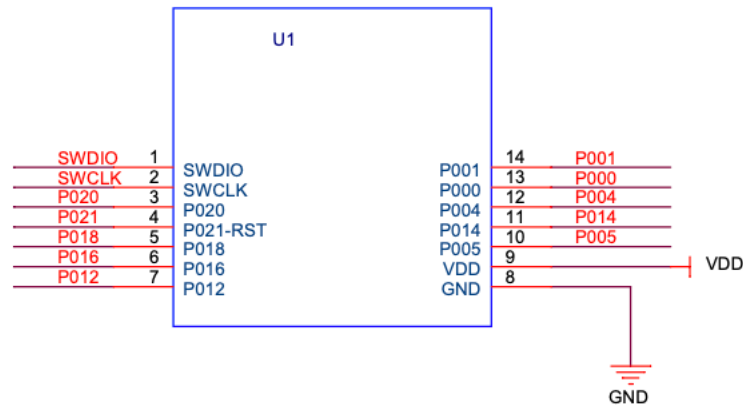 U1
SWDIO 1 SWDIO P001 14 P001
SWCLK 2 SWCLK P000 13 P000
P020 3 P020 P004 12 P004
P021 4 P021-RST P014 11 P014
P018 5 P018 P005 10 P005
P016 6 P016 VDD 9 VDD
P012 7 P012 GND 8
GND